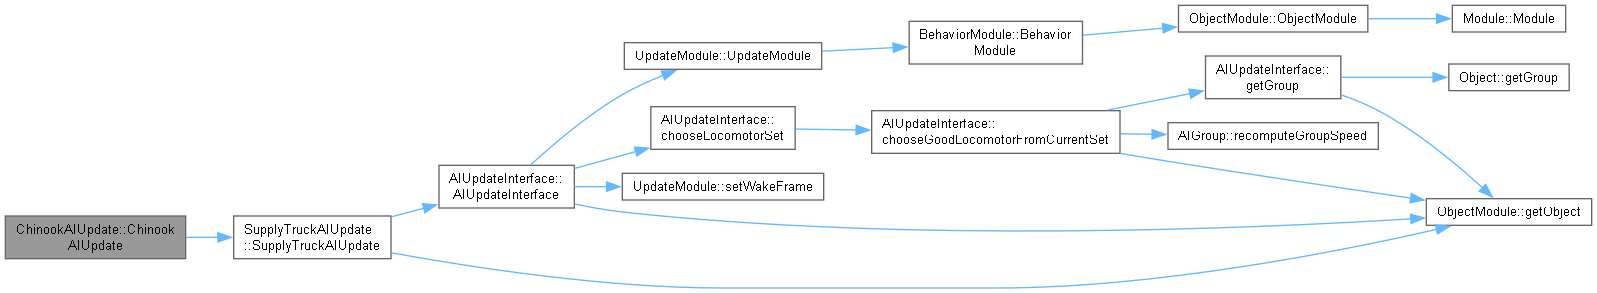 ChinookAIUpdate::Chinook
AIUpdate
SupplyTruckAIUpdate
::SupplyTruckAIUpdate
AIUpdateInterface::
AIUpdateInterface
UpdateModule::UpdateModule
BehaviorModule::Behavior
Module
ObjectModule::ObjectModule
Module::Module
AIUpdateInterface::
chooseLocomotorSet
AIUpdateInterface::
chooseGoodLocomotorFromCurrentSet
AIUpdateInterface::
getGroup
Object::getGroup
AIGroup::recomputeGroupSpeed
UpdateModule::setWakeFrame
ObjectModule::getObject